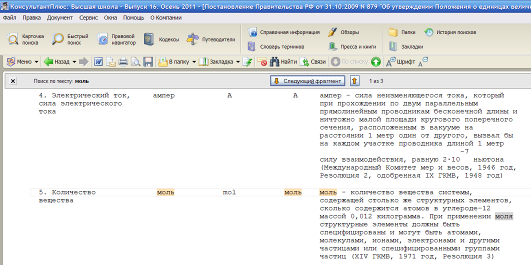 КонсультантПлюс: Высшая школа - Выпуск 16. Осень 2011 - [Постановление Правительства РФ от 31.10.2009 N 879 "Об утверждении Положения о единицах велич
Файл Правка Документ Сервис Окна Помощь О Компании
Карточка поиска Быстрый поиск Правовой навигатор Кодексы Путеводители Справочная информация Словарь терминов Обзоры Пресса и книги Папки Закладки История поисков
Меню Назад В папку Закладка Найти Связи По списку Шрифт
Поиск по тексту: моль Следующий фрагмент 1 из 3
4. Электрический ток, ампер А А ампер - сила неизменяющегося тока, который
сила электрического при прохождении по двум параллельным
тока прямолинейным проводникам бесконечной длины и
ничтожно малой площади кругового поперечного
сечения, расположенным в вакууме на
расстоянии 1 метр один от другого, вызвал бы
на каждом участке проводника длиной 1 метр
-7
силу взаимодействия, равную 2·10 ньютона
(Международный Комитет мер и весов, 1946 год,
Резолюция 2, одобренная IX ГКМВ, 1948 год)
5. Количество моль mol моль моль - количество вещества системы,
вещества содержащей столько же структурных элементов,
сколько содержится атомов в углероде-12
массой 0,012 килограмма. При применении моля
структурные элементы должны быть
специфицированы и могут быть атомами,
молекулами, ионами, электронами и другими
частицами или специфицированными группами
частиц (XIV ГКМВ, 1971 год, Резолюция 3)